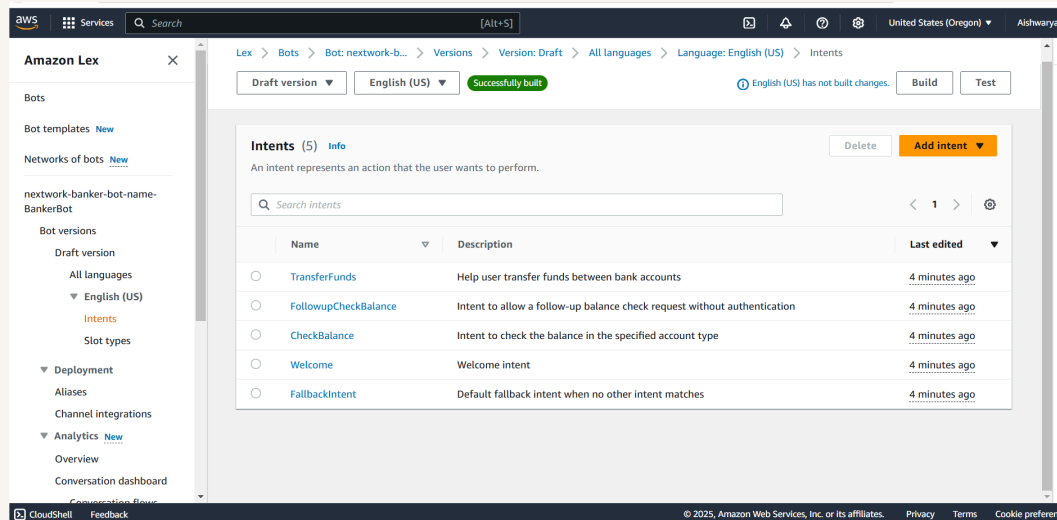 aws Services Search [Alt+S] United States (Oregon) ▼ Aishwarya
Amazon Lex
Bots
Bot templates New
Networks of bots New
nextwork-banker-bot-name-
BankerBot
Bot versions
Draft version
All languages
▼ English (US)
Intents
Slot types
▼ Deployment
Aliases
Channel integrations
▼ Analytics New
Overview
Conversation dashboard
Conversation flows
Lex > Bots > Bot: nextwork-b... > Versions > Version: Draft > All languages > Language: English (US) > Intents
Draft version ▼ English (US) ▼ Successfully built English (US) has not built changes. Build Test
Intents (5) Info Delete Add intent ▼
An intent represents an action that the user wants to perform.
Search intents < 1 >
Name Description Last edited
TransferFunds Help user transfer funds between bank accounts 4 minutes ago
FollowupCheckBalance Intent to allow a follow-up balance check request without authentication 4 minutes ago
CheckBalance Intent to check the balance in the specified account type 4 minutes ago
Welcome Welcome intent 4 minutes ago
FallbackIntent Default fallback intent when no other intent matches 4 minutes ago
CloudShell Feedback © 2025, Amazon Web Services, Inc. or its affiliates. Privacy Terms Cookie preferen